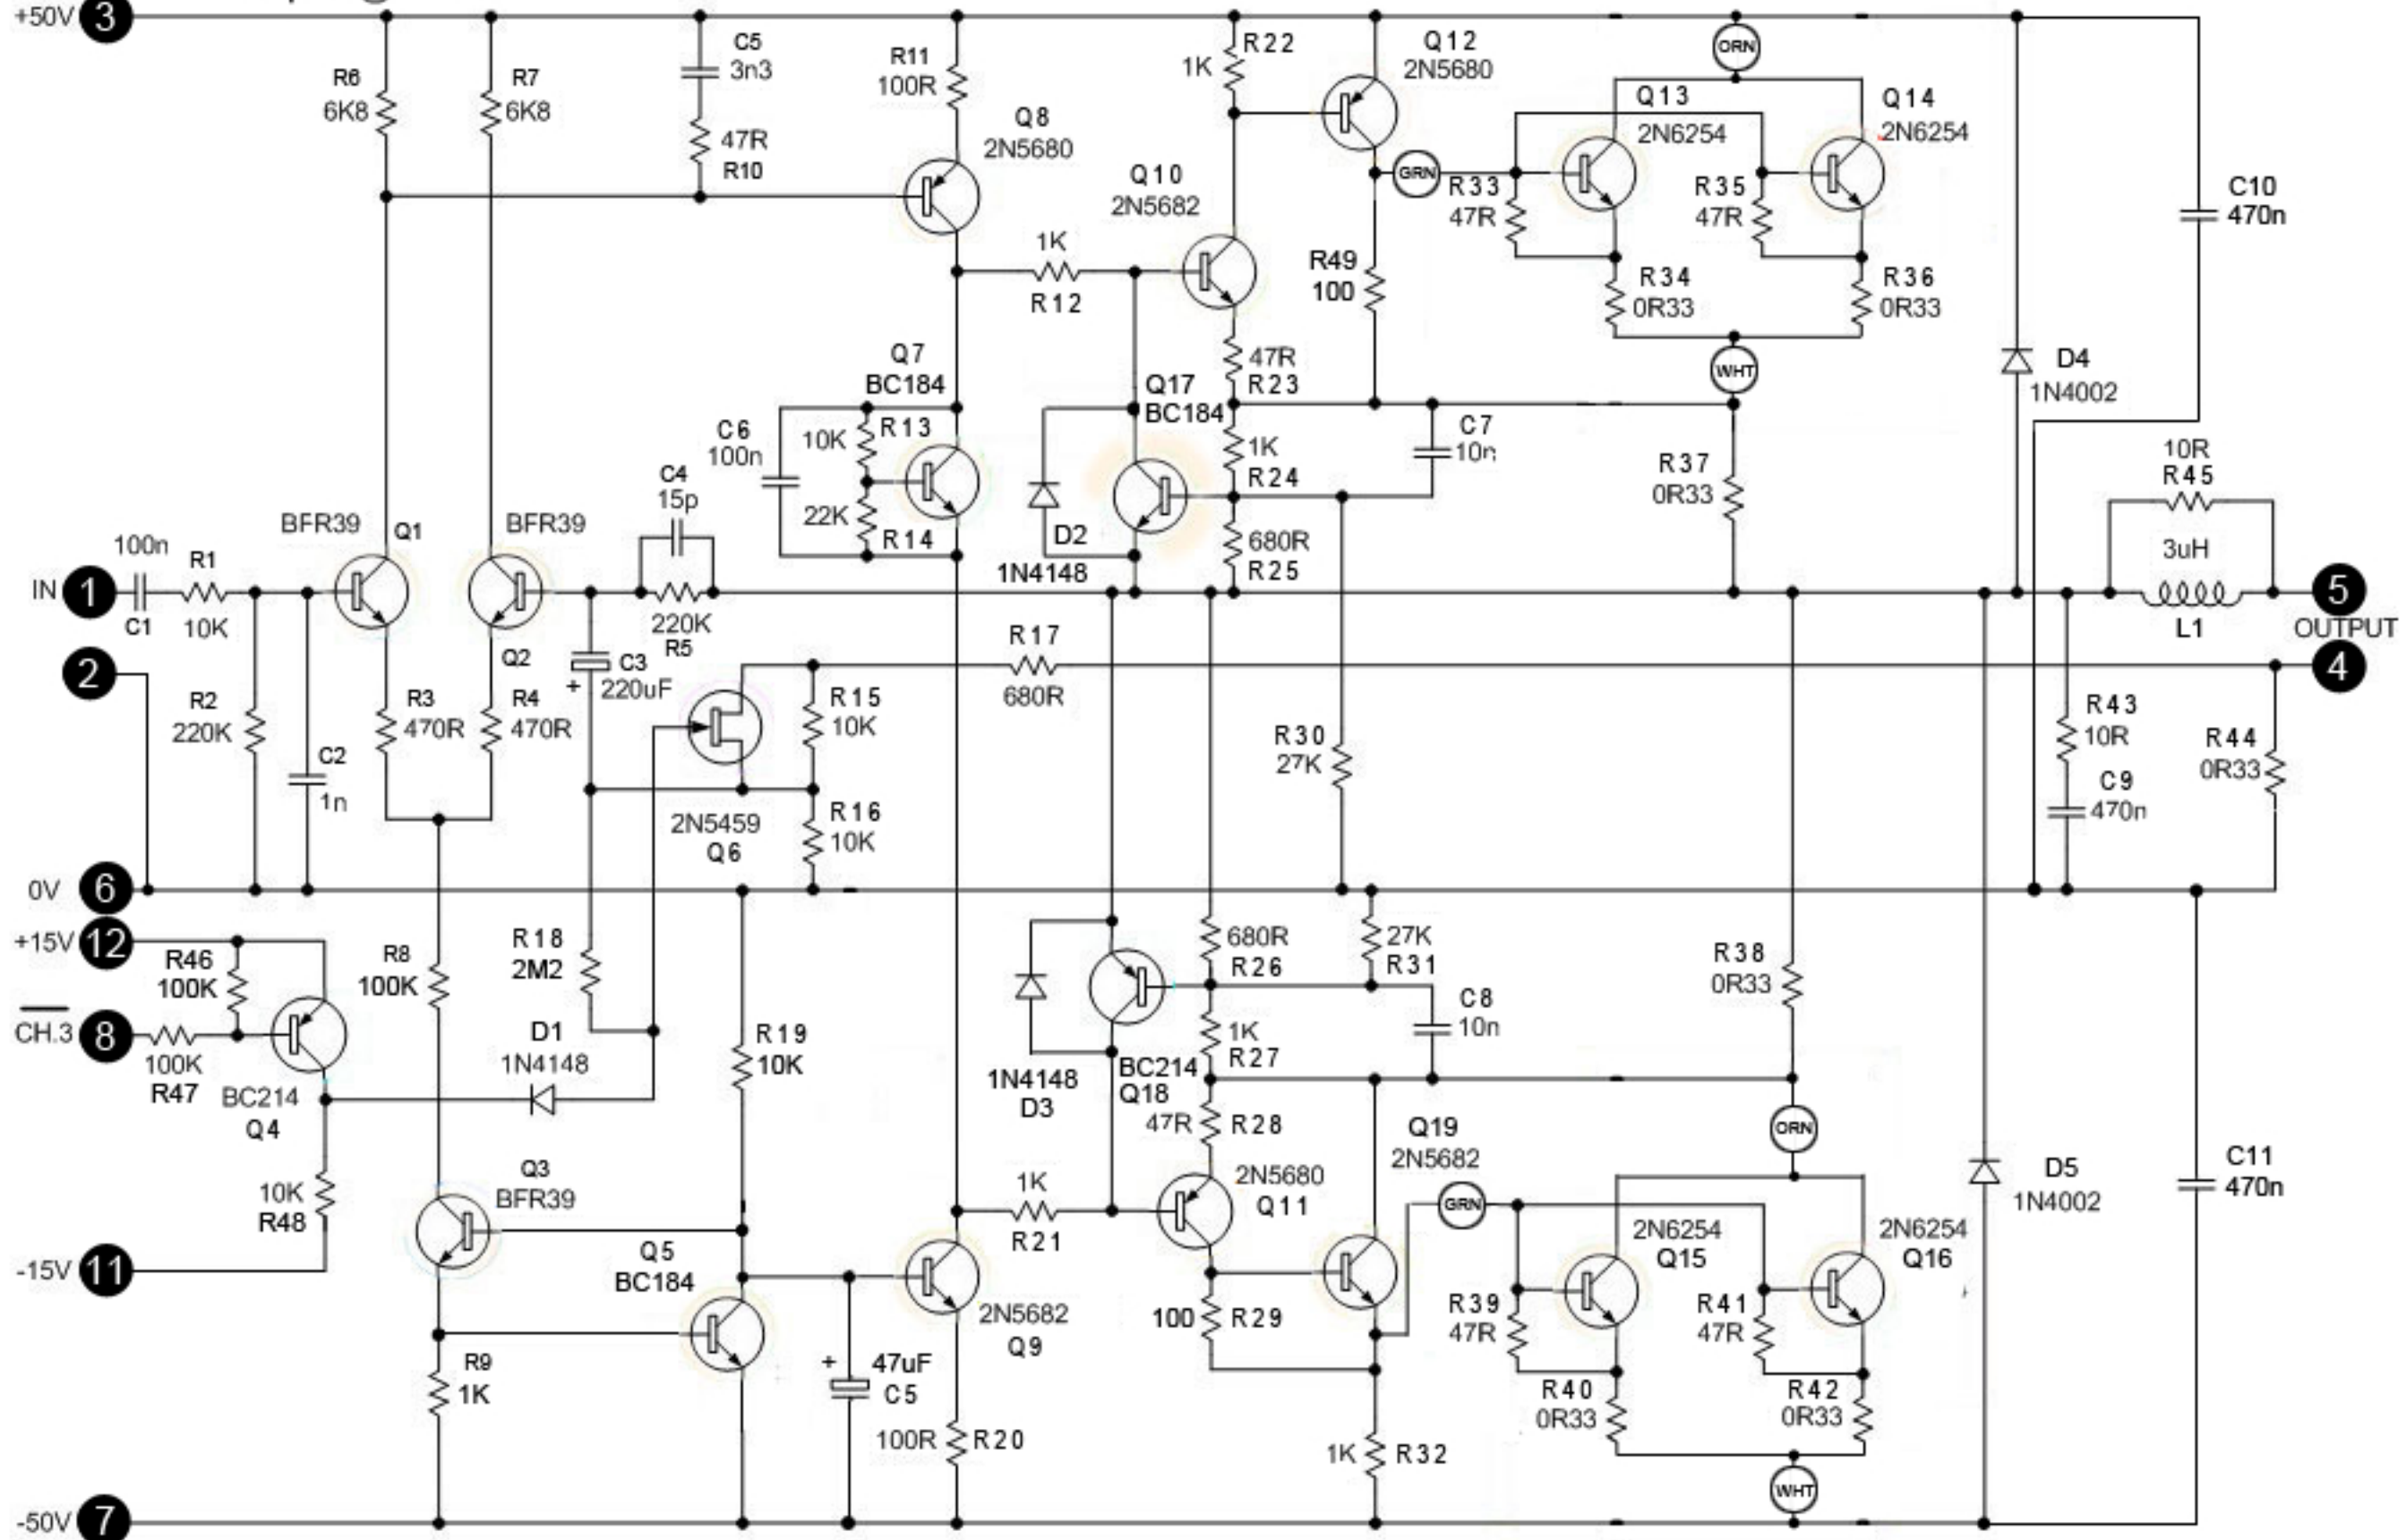 +50V 3
R6
6K8
R7
6K8
C5
3n3
47R
R10
R11
100R
Q8
2N5680
R22
1K
Q12
2N5680
ORN
Q13
2N6254
Q14
2N6254
GRN
R33
47R
R35
47R
C10
470n
Q10
2N5682
1K
R12
R49
100
R34
0R33
R36
0R33
WHT
47R
R23
Q7
BC184
Q17
BC184
D4
1N4002
C6
100n
10K
R13
22K
R14
1K
R24
C7
10n
R37
0R33
10R
R45
3uH
L1
C4
15p
D2
1N4148
680R
R25
BFR39
Q1
BFR39
Q2
100n
R1
IN 1
C1
10K
220K
R5
5
OUTPUT
4
2
R2
220K
C2
1n
R3
470R
R4
470R
C3
+ 220uF
R15
10K
R17
680R
R30
27K
R43
10R
C9
470n
R44
0R33
2N5459
Q6
R16
10K
0V 6
+15V 12
R46
100K
R8
100K
R18
2M2
680R
R26
27K
R31
R38
0R33
CH.3 8
100K
R47
BC214
Q4
D1
1N4148
R19
10K
1N4148
D3
BC214
Q18
1K
R27
C8
10n
47R R28
ORN
10K
R48
Q3
BFR39
-15V 11
Q5
BC184
1K
R21
2N5680
Q11
Q19
2N5682
GRN
2N6254
Q15
2N6254
Q16
D5
1N4002
C11
470n
2N5682
Q9
100 R29
R39
47R
R41
47R
R9
1K
+ 47uF
C5
R40
0R33
R42
0R33
100R R20
1K R32
WHT
-50V 7